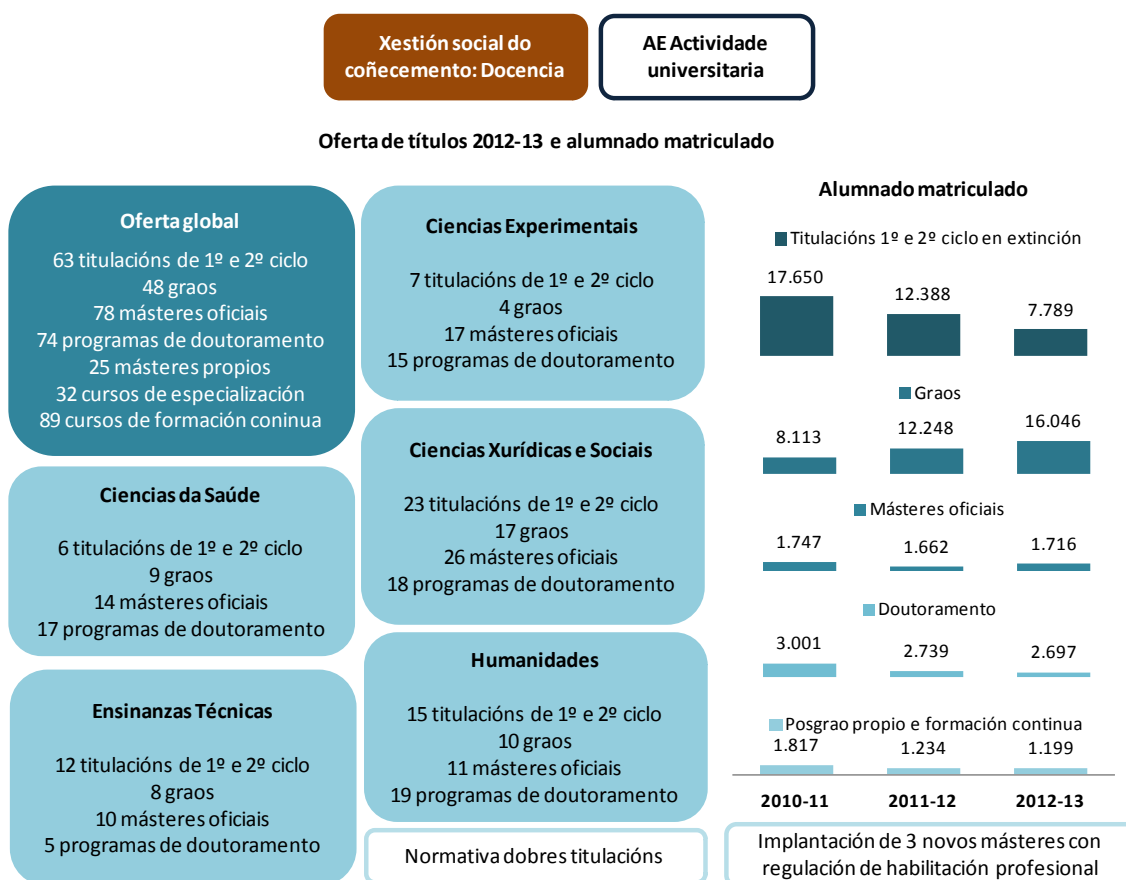 Xestión social do
coñecemento: Docencia
AE Actividade
universitaria
Oferta de títulos 2012-13 e alumnado matriculado
Oferta global
63 titulacións de 1º e 2º ciclo
48 graos
78 másteres oficiais
74 programas de doutoramento
25 másteres propios
32 cursos de especialización
89 cursos de formación continua
Ciencias da Saúde
6 titulacións de 1º e 2º ciclo
9 graos
14 másteres oficiais
17 programas de doutoramento
Ensinanzas Técnicas
12 titulacións de 1º e 2º ciclo
8 graos
10 másteres oficiais
5 programas de doutoramento
Ciencias Experimentais
7 titulacións de 1º e 2º ciclo
4 graos
17 másteres oficiais
15 programas de doutoramento
Ciencias Xurídicas e Sociais
23 titulacións de 1º e 2º ciclo
17 graos
26 másteres oficiais
18 programas de doutoramento
Humanidades
15 titulacións de 1º e 2º ciclo
10 graos
11 másteres oficiais
19 programas de doutoramento
Normativa dobres titulacións
Alumnado matriculado
Titulacións 1º e 2º ciclo en extinción
17.650 12.388 7.789
Graos
8.113 12.248 16.046
Másteres oficiais
1.747 1.662 1.716
Doutoramento
3.001 2.739 2.697
Posgrao propio e formación continua
1.817 1.234 1.199
2010-11 2011-12 2012-13
Implantación de 3 novos másteres con
regulación de habilitación profesional